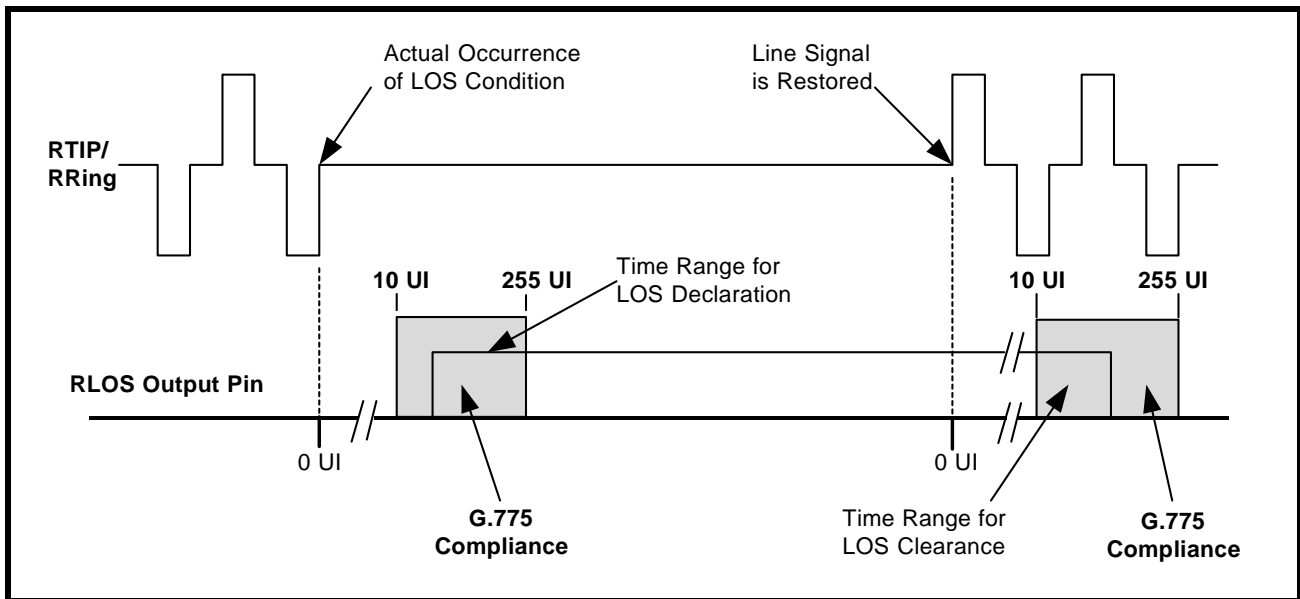 Actual Occurrence
of LOS Condition
Line Signal
is Restored
RTIP/
RRing
10 UI
255 UI
Time Range for
LOS Declaration
10 UI
255 UI
RLOS Output Pin
0 UI
0 UI
G.775
Compliance
Time Range for
LOS Clearance
G.775
Compliance